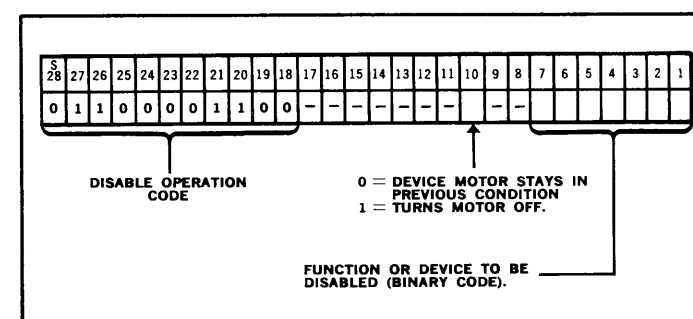 S
28 27 26 25 24 23 22 21 20 19 18 17 16 15 14 13 12 11 10 9 8 7 6 5 4 3 2 1
0 1 1 0 0 0 0 1 1 0 0 – – – – – – – – –
DISABLE OPERATION
CODE
0 = DEVICE MOTOR STAYS IN
PREVIOUS CONDITION
1 = TURNS MOTOR OFF.
FUNCTION OR DEVICE TO BE
DISABLED (BINARY CODE).